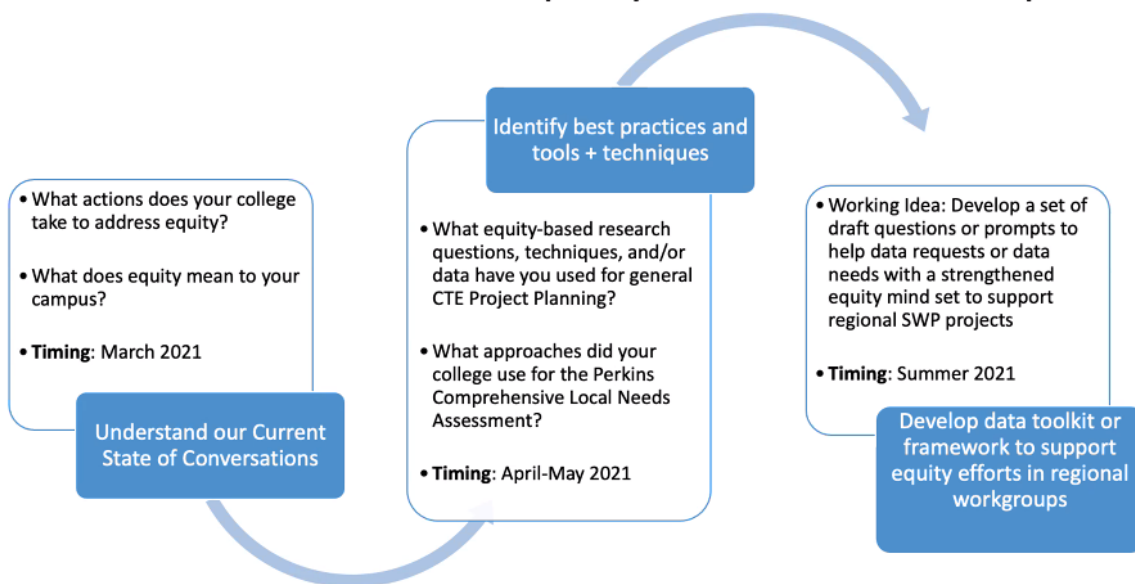 • What actions does your college
take to address equity?
• What does equity mean to your
campus?
• Timing: March 2021
Understand our Current
State of Conversations
Identify best practices and
tools + techniques
• What equity-based research
questions, techniques, and/or
data have you used for general
CTE Project Planning?
• What approaches did your
college use for the Perkins
Comprehensive Local Needs
Assessment?
• Timing: April-May 2021
• Working Idea: Develop a set of
draft questions or prompts to
help data requests or data
needs with a strengthened
equity mind set to support
regional SWP projects
• Timing: Summer 2021
Develop data toolkit or
framework to support
equity efforts in regional
workgroups